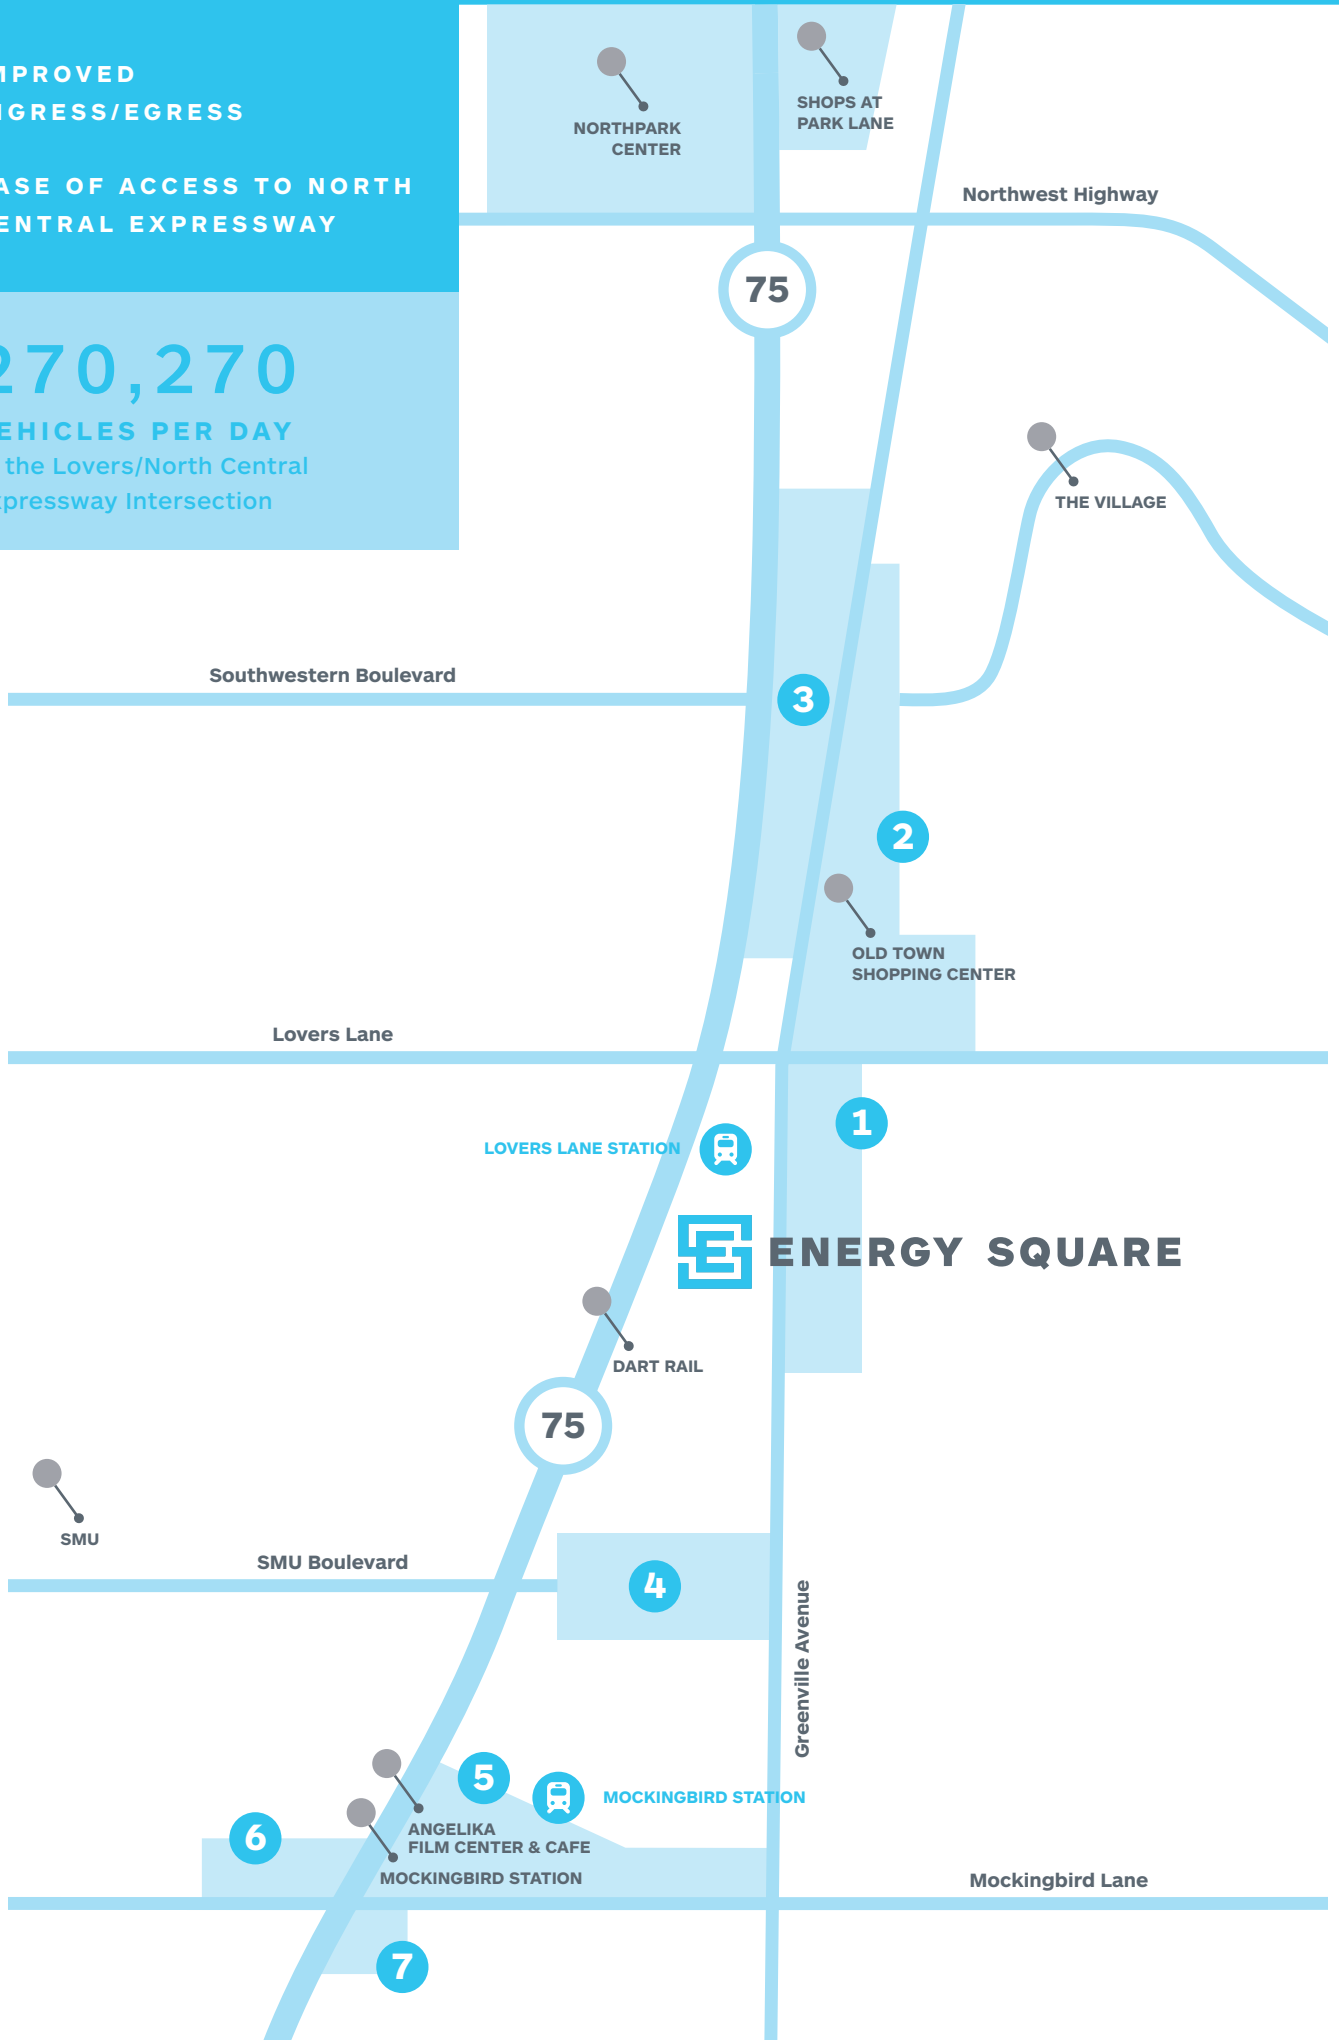 MPROVED
NGRESS/EGRESS
ASE OF ACCESS TO NORTH
ENTRAL EXPRESSWAY
270,270
EHICLES PER DAY
the Lovers/North Central
xpressway Intersection
NORTHPARK
CENTER
SHOPS AT
PARK LANE
Northwest Highway
75
THE VILLAGE
Southwestern Boulevard
3
2
OLD TOWN
SHOPPING CENTER
Lovers Lane
1
LOVERS LANE STATION
ENERGY SQUARE
DART RAIL
75
SMU
SMU Boulevard
4
Greenville Avenue
5
MOCKINGBIRD STATION
6
ANGELIKA
FILM CENTER & CAFE
MOCKINGBIRD STATION
Mockingbird Lane
7